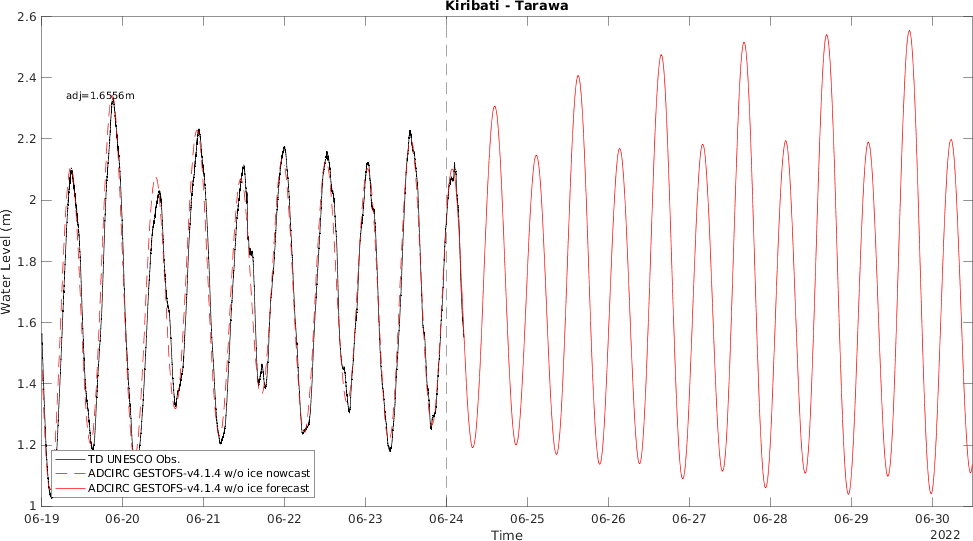 Kiribati - Tarawa
2.6
2.4
2.2
2
1.8
1.6
1.4
1.2
1
Water Level (m)
adj=1.6556m
TD UNESCO Obs.
ADCIRC GESTOFS-v4.1.4 w/o ice nowcast
ADCIRC GESTOFS-v4.1.4 w/o ice forecast
06-19 06-20 06-21 06-22 06-23 06-24 06-25 06-26 06-27 06-28 06-29 06-30
2022
Time